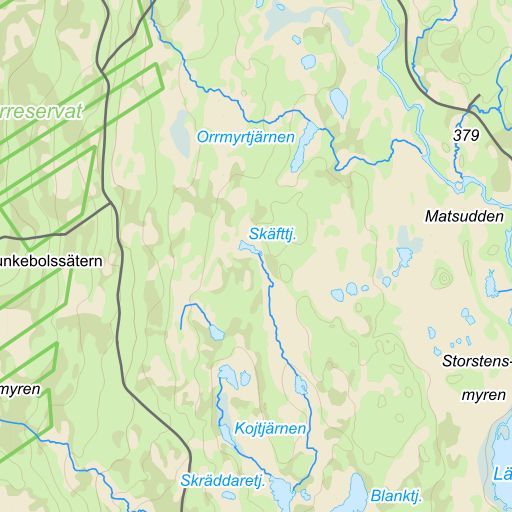 rreservat
Orrmyrtjärnen
379
Matsudden
Skäfttj.
unkebolssätern
Storstens-
myren
myren
Kojtjärnen
Skräddaretj.
Blanktj.
Lä